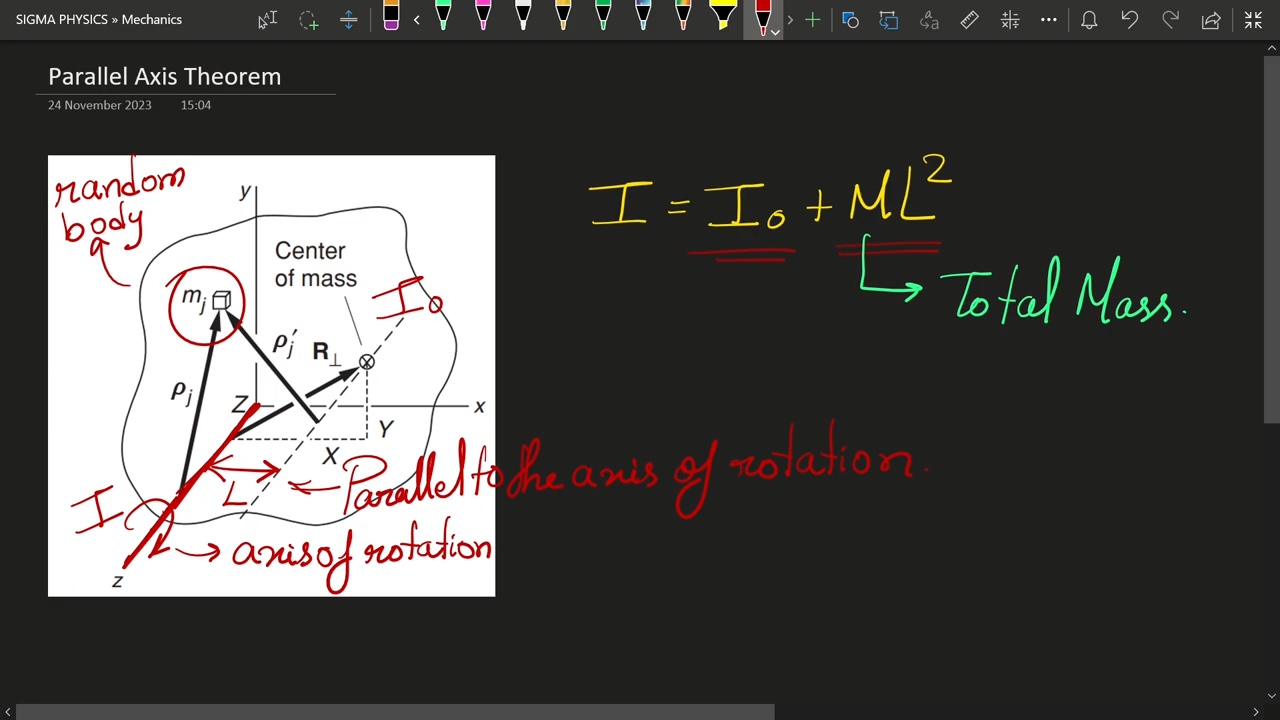 SIGMA PHYSICS » Mechanics
Parallel Axis Theorem
24 November 2023 15:04
random
body
y
Center
of mass
I₀
mⱼ
ρ′ⱼ
R⊥
ρⱼ
Z
x
Y
X
L
Parallel to the axis of rotation.
I
axis of rotation
z
I = I₀ + ML²
Total Mass.